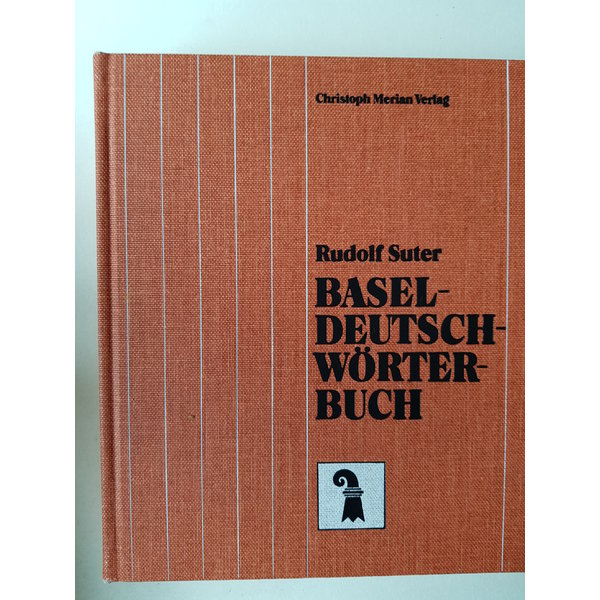 Christoph Merian Verlag
Rudolf Suter
BASEL-
DEUTSCH-
WÖRTER-
BUCH